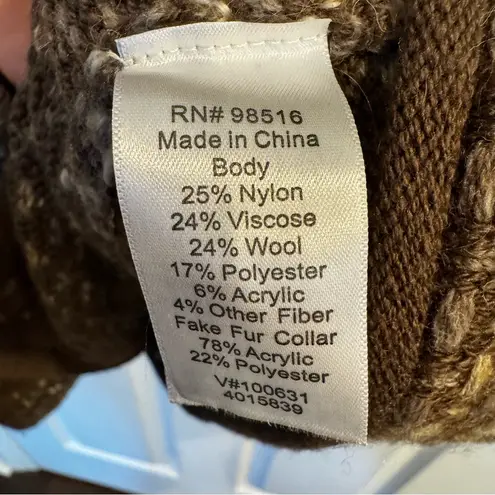 RN# 98516
Made in China
Body
25% Nylon
24% Viscose
24% Wool
17% Polyester
6% Acrylic
4% Other Fiber
Fake Fur Collar
78% Acrylic
22% Polyester
V#100631
4015839